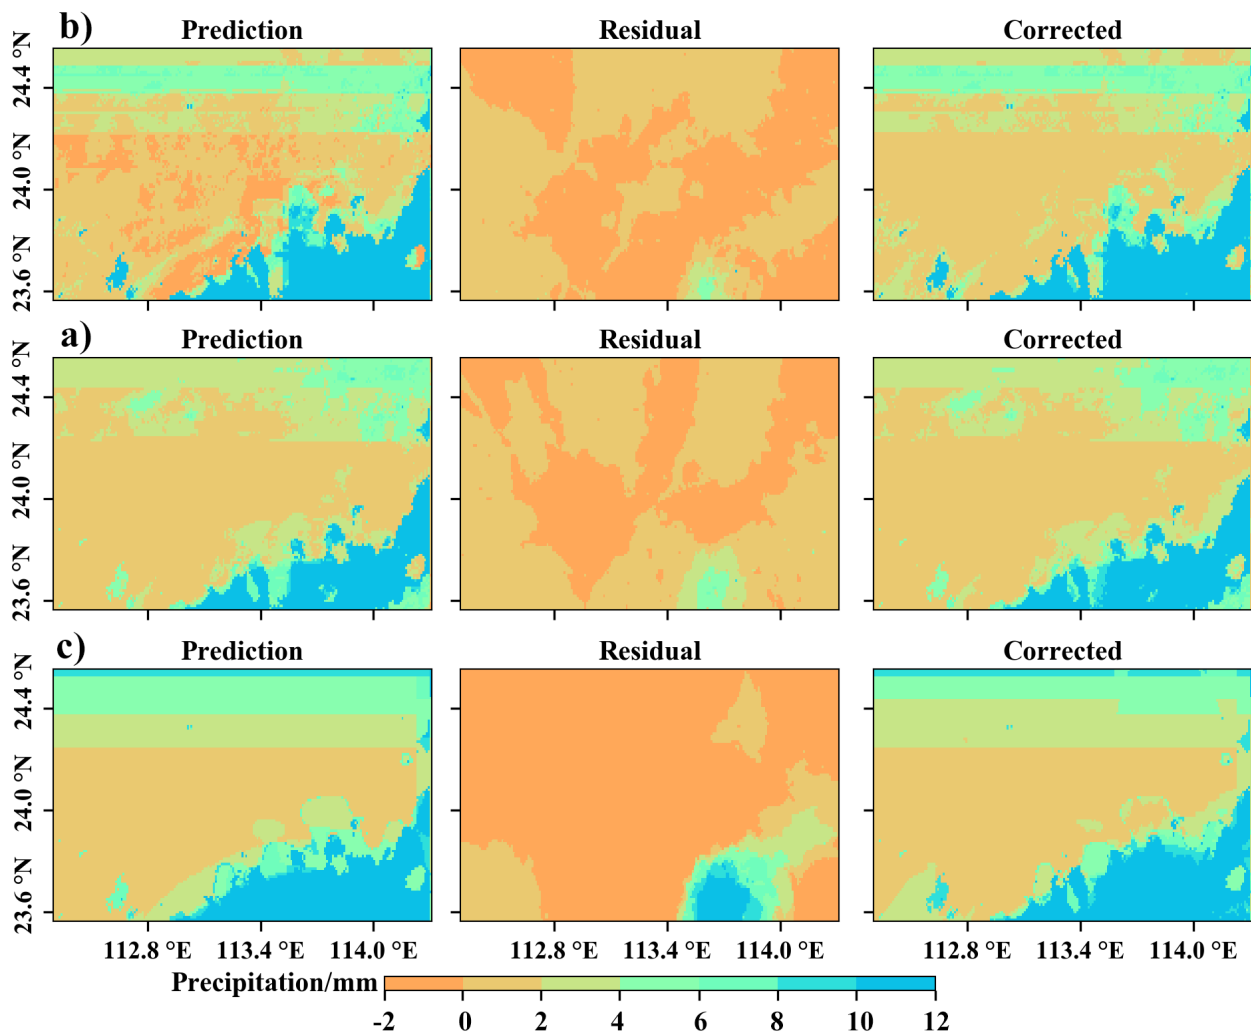 b) Prediction Residual Corrected
24.4 °N
24.0 °N
23.6 °N
a) Prediction Residual Corrected
24.4 °N
24.0 °N
23.6 °N
c) Prediction Residual Corrected
24.4 °N
24.0 °N
23.6 °N
112.8 °E 113.4 °E 114.0 °E 112.8 °E 113.4 °E 114.0 °E 112.8 °E 113.4 °E 114.0 °E
Precipitation/mm
-2 0 2 4 6 8 10 12